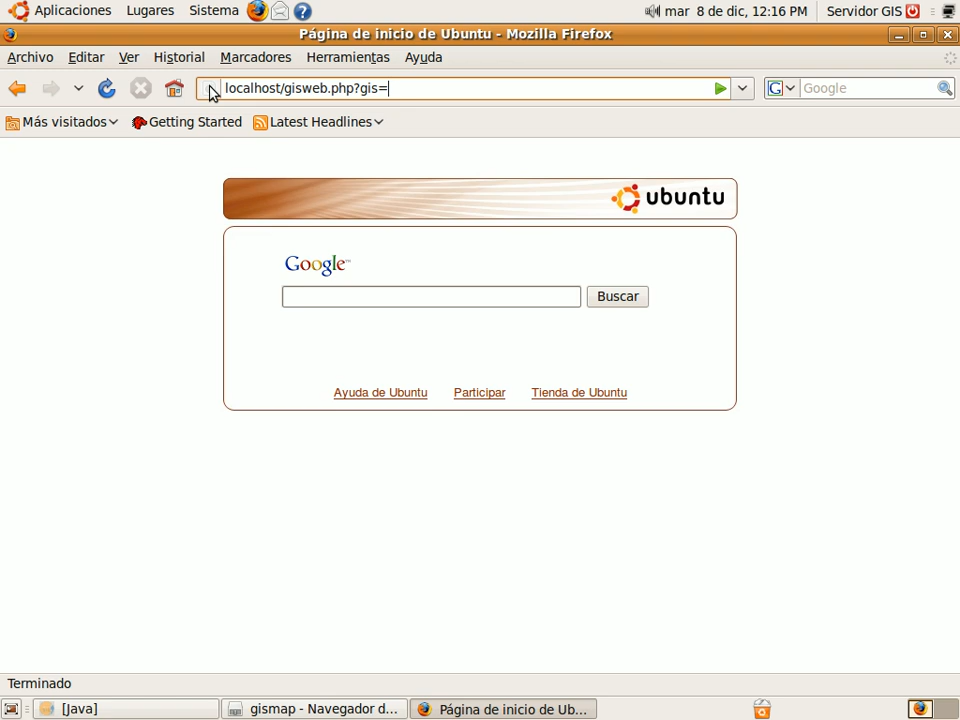 Aplicaciones Lugares Sistema mar 8 de dic, 12:16 PM Servidor GIS
Página de inicio de Ubuntu - Mozilla Firefox
Archivo Editar Ver Historial Marcadores Herramientas Ayuda
localhost/gisweb.php?gis= G Google
Más visitados Getting Started Latest Headlines
ubuntu
Google™
Buscar
Ayuda de Ubuntu Participar Tienda de Ubuntu
Terminado
[Java] gismap - Navegador d... Página de inicio de Ub...